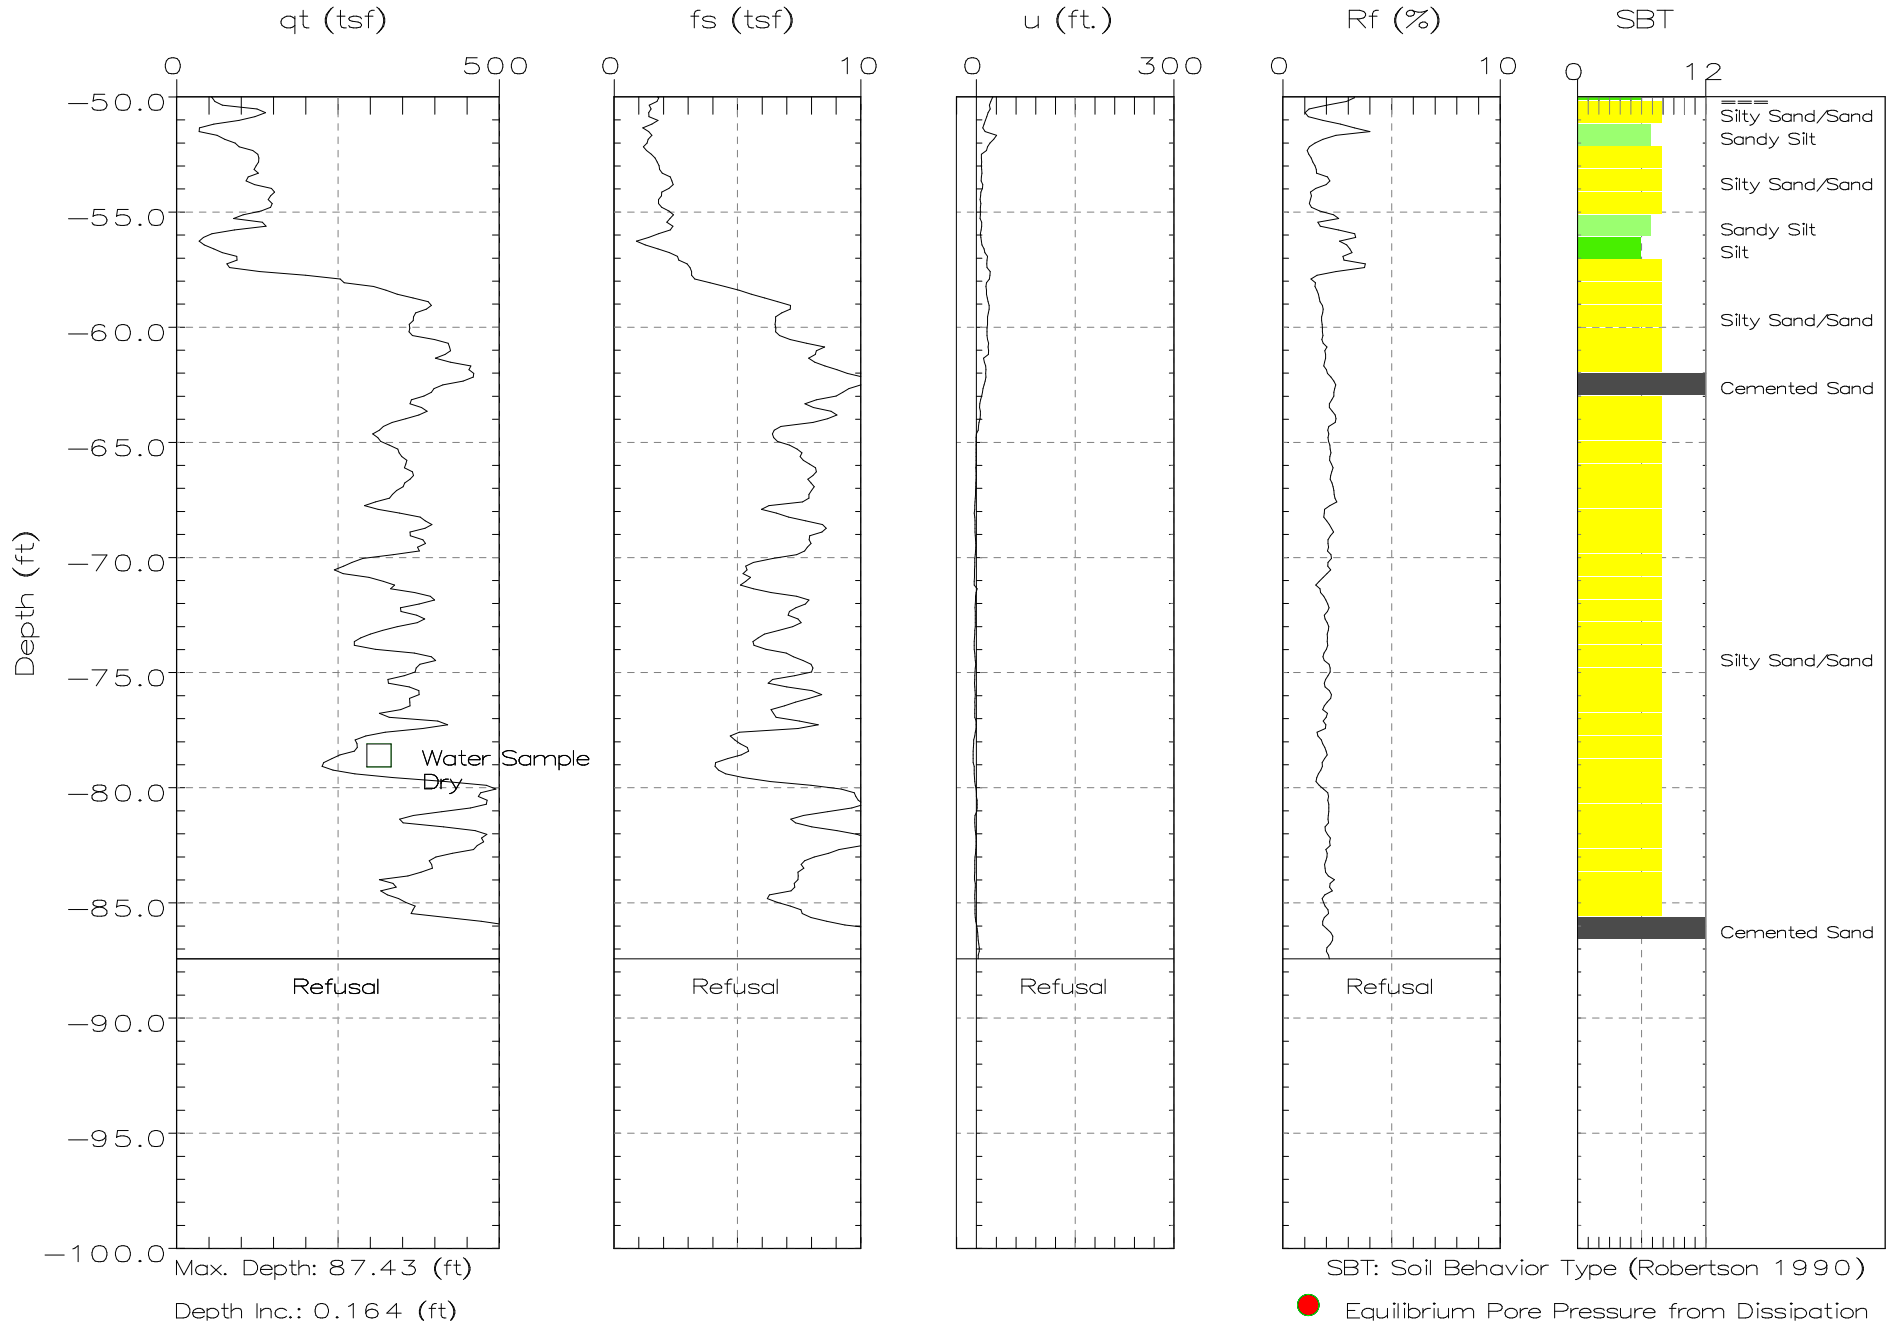 qt (tsf) fs (tsf) u (ft.) Rf (%) SBT
0 500 0 10 0 300 0 10 0 12
Depth (ft)
-50.0
-55.0
-60.0
-65.0
-70.0
-75.0
-80.0
-85.0
-90.0
-95.0
-100.0
===
Silty Sand/Sand
Sandy Silt
Silty Sand/Sand
Sandy Silt
Silt
Silty Sand/Sand
Cemented Sand
Silty Sand/Sand
Cemented Sand
Water Sample
Dry
Refusal Refusal Refusal Refusal
Max. Depth: 87.43 (ft)
Depth Inc.: 0.164 (ft)
SBT: Soil Behavior Type (Robertson 1990)
Equilibrium Pore Pressure from Dissipation